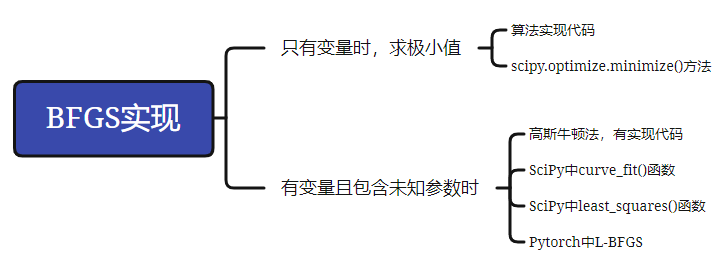 BFGS实现
只有变量时，求极小值
算法实现代码
scipy.optimize.minimize()方法
有变量且包含未知参数时
高斯牛顿法，有实现代码
SciPy中curve_fit()函数
SciPy中least_squares()函数
Pytorch中L-BFGS